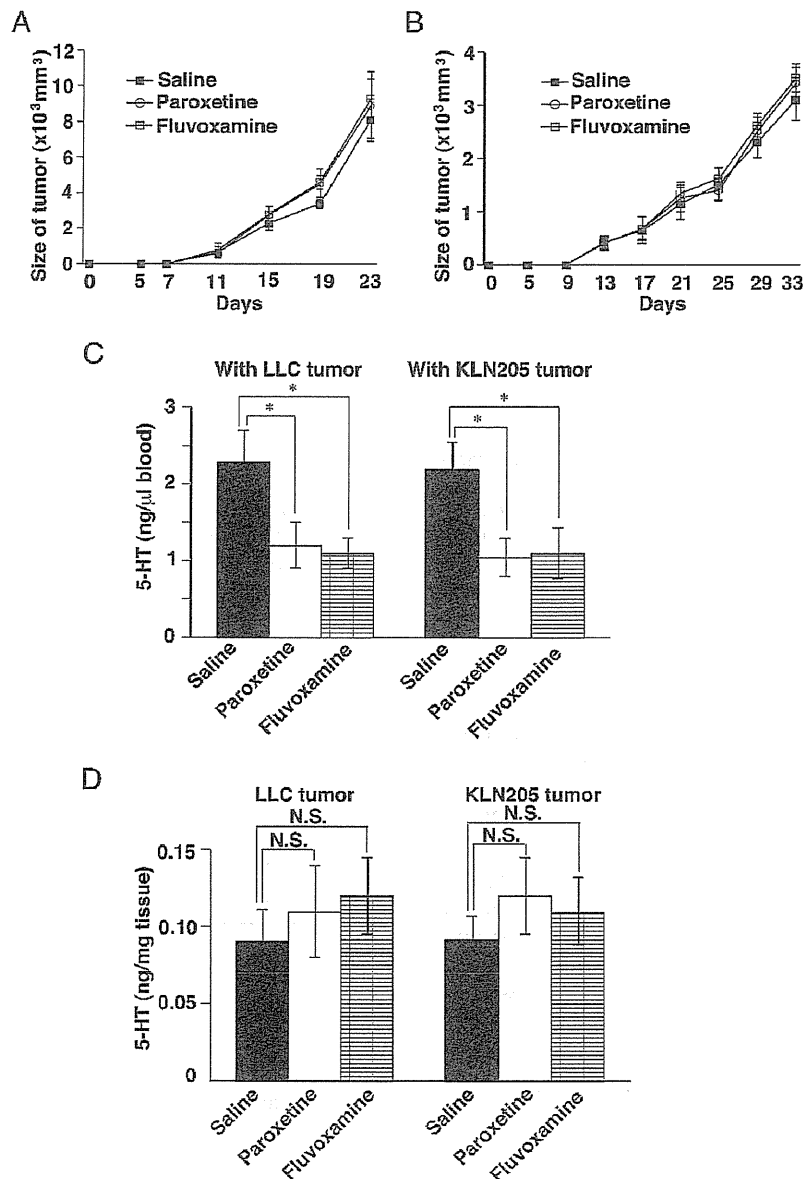 A
Size of tumor (x10³mm³)
12
10
8
6
4
2
0
Saline
Paroxetine
Fluvoxamine
0 5 7 11 15 19 23
Days
B
Size of tumor (x10³mm³)
4
3
2
1
0
Saline
Paroxetine
Fluvoxamine
0 5 9 13 17 21 25 29 33
Days
C
With LLC tumor
With KLN205 tumor
5-HT (ng/μl blood)
3
2
1
0
*
*
*
*
Saline
Paroxetine
Fluvoxamine
Saline
Paroxetine
Fluvoxamine
D
LLC tumor
KLN205 tumor
5-HT (ng/mg tissue)
0.15
0.10
0.05
0
N.S.
N.S.
N.S.
N.S.
Saline
Paroxetine
Fluvoxamine
Saline
Paroxetine
Fluvoxamine